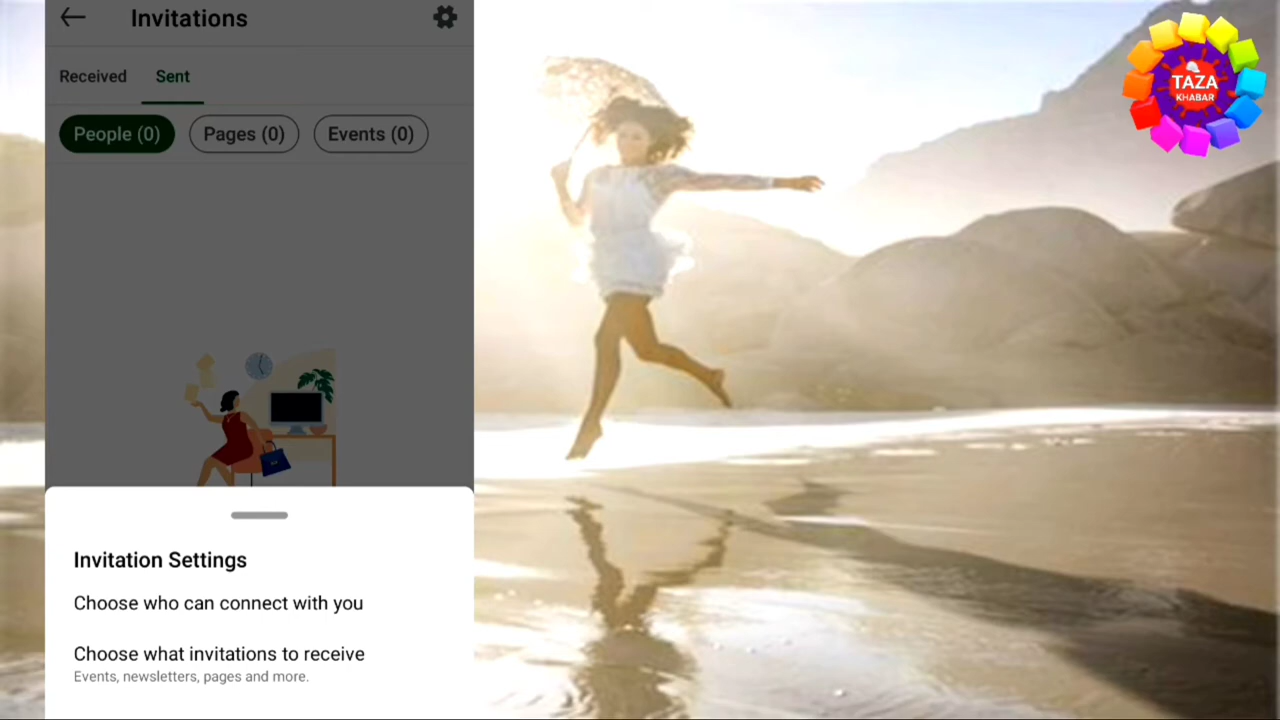 Invitations
Received Sent
People (0) Pages (0) Events (0)
Invitation Settings
Choose who can connect with you
Choose what invitations to receive
Events, newsletters, pages and more.
TAZA
KHABAR